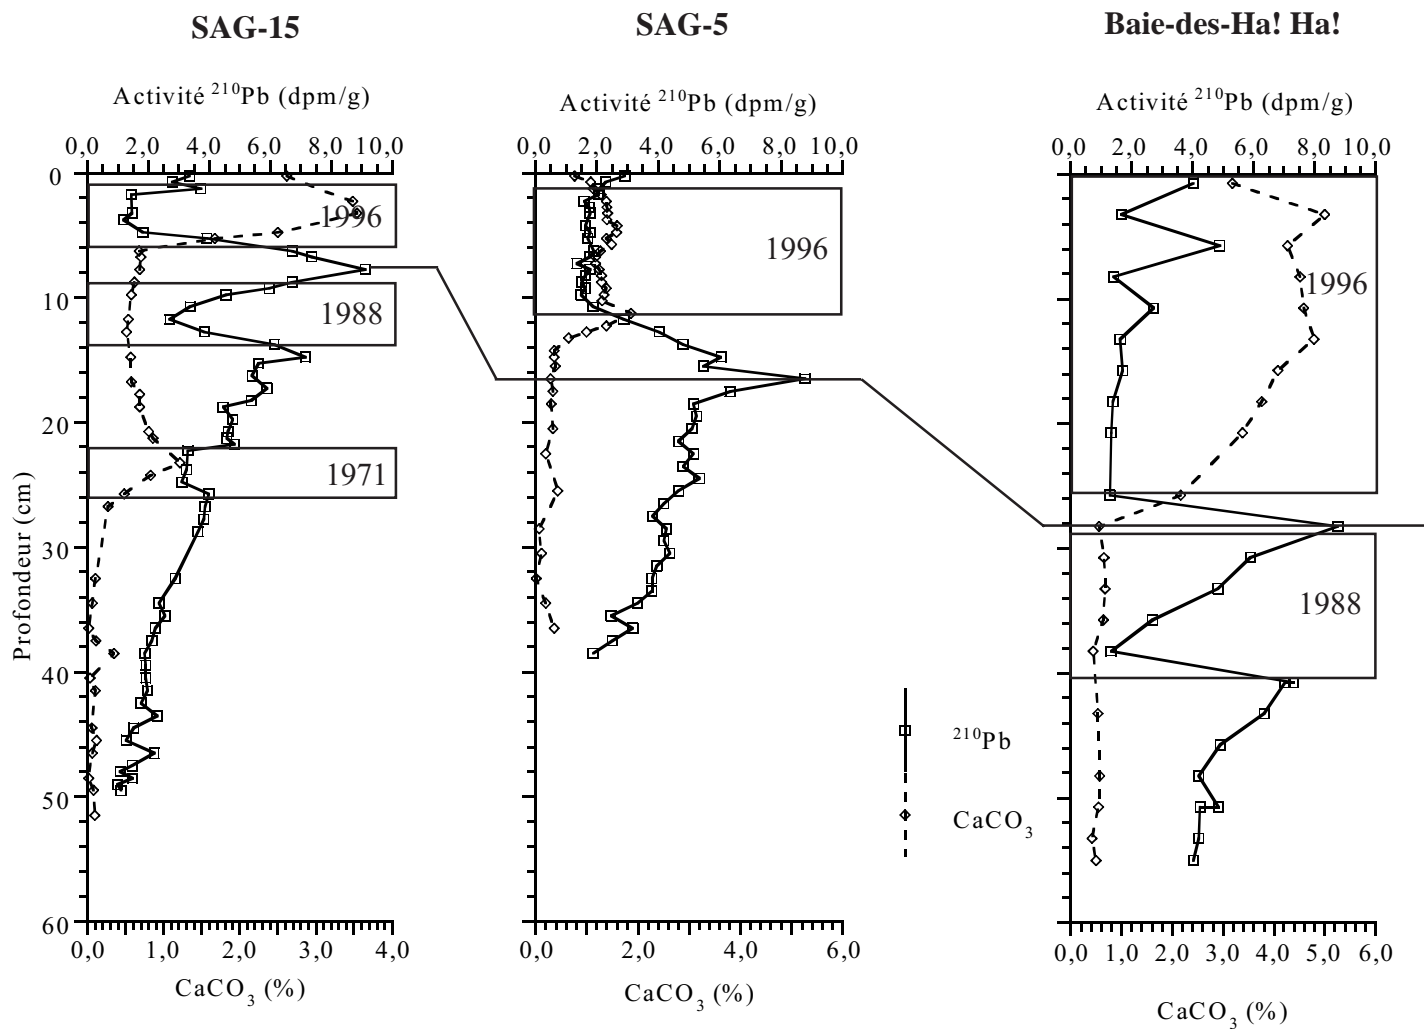 SAG-15 SAG-5 Baie-des-Ha! Ha!
Activité ²¹⁰Pb (dpm/g) Activité ²¹⁰Pb (dpm/g) Activité ²¹⁰Pb (dpm/g)
0,0 2,0 4,0 6,0 8,0 10,0 0,0 2,0 4,0 6,0 8,0 10,0 0,0 2,0 4,0 6,0 8,0 10,0
0
1996
1996
1996
10
1988
20
1971
Profondeur (cm)
30
1988
40
²¹⁰Pb
50
CaCO₃
60
0,0 1,0 2,0 3,0 4,0 0,0 2,0 4,0 6,0 0,0 1,0 2,0 3,0 4,0 5,0 6,0
CaCO₃ (%) CaCO₃ (%) CaCO₃ (%)